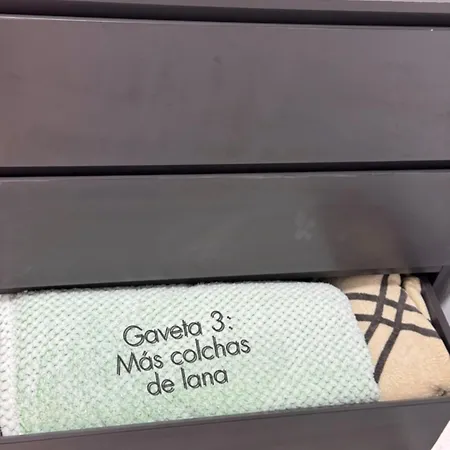 Gaveta 3:
Más colchas
de lana